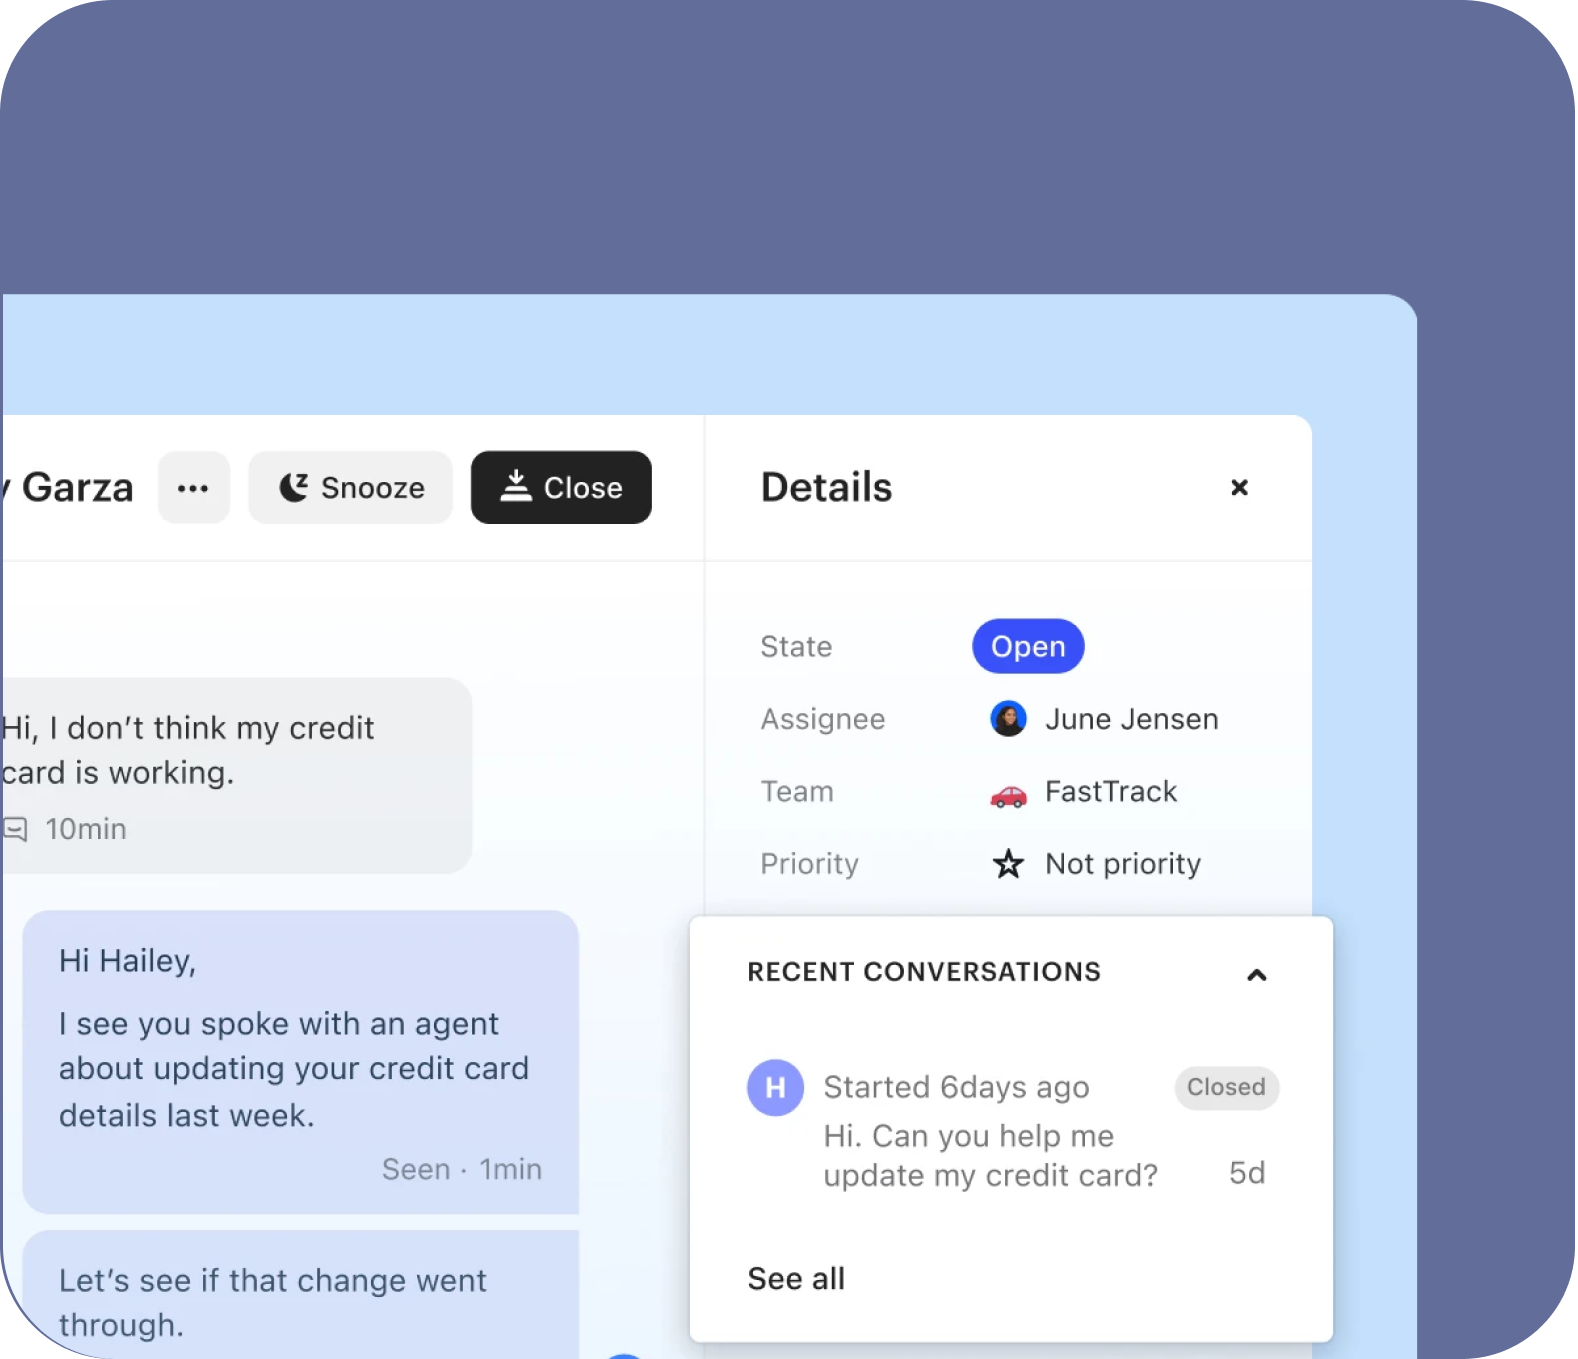 Garza
Snooze
Close
Details
State
Open
Assignee
June Jensen
Team
FastTrack
Priority
Not priority
Hi, I don’t think my credit
card is working.
10min
Hi Hailey,
I see you spoke with an agent
about updating your credit card
details last week.
Seen · 1min
Let’s see if that change went
through.
RECENT CONVERSATIONS
H
Started 6days ago
Closed
Hi. Can you help me
update my credit card?
5d
See all